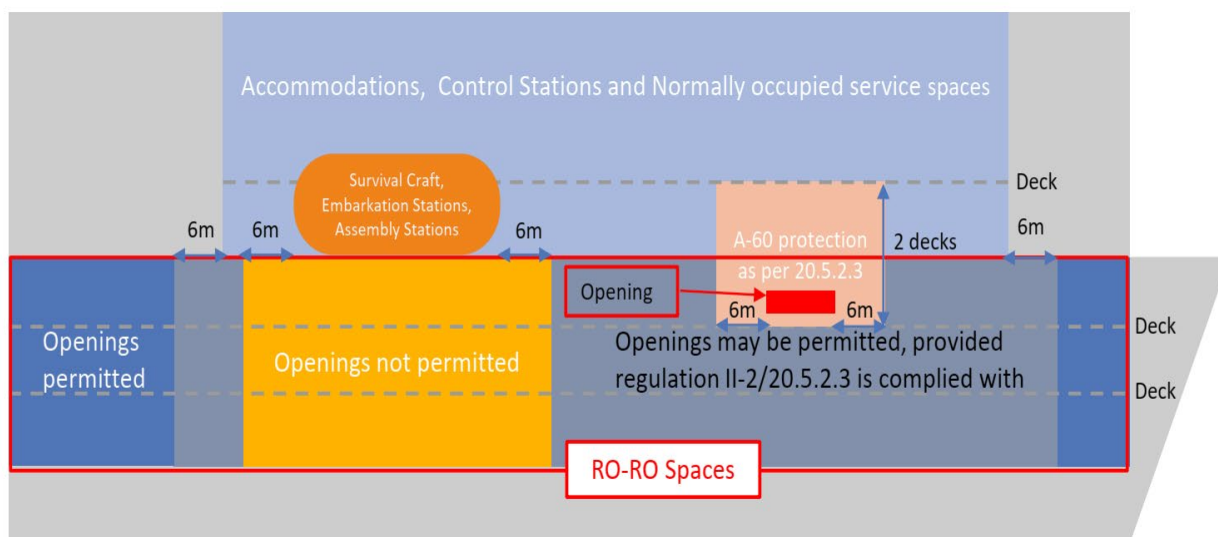 Accommodations, Control Stations and Normally occupied service spaces
Survival Craft,
Embarkation Stations,
Assembly Stations
Deck
6m
6m
6m
6m
A-60 protection
as per 20.5.2.3
2 decks
Opening
6m
6m
Openings
permitted
Openings not permitted
Openings may be permitted, provided
regulation II-2/20.5.2.3 is complied with
Deck
Deck
RO-RO Spaces